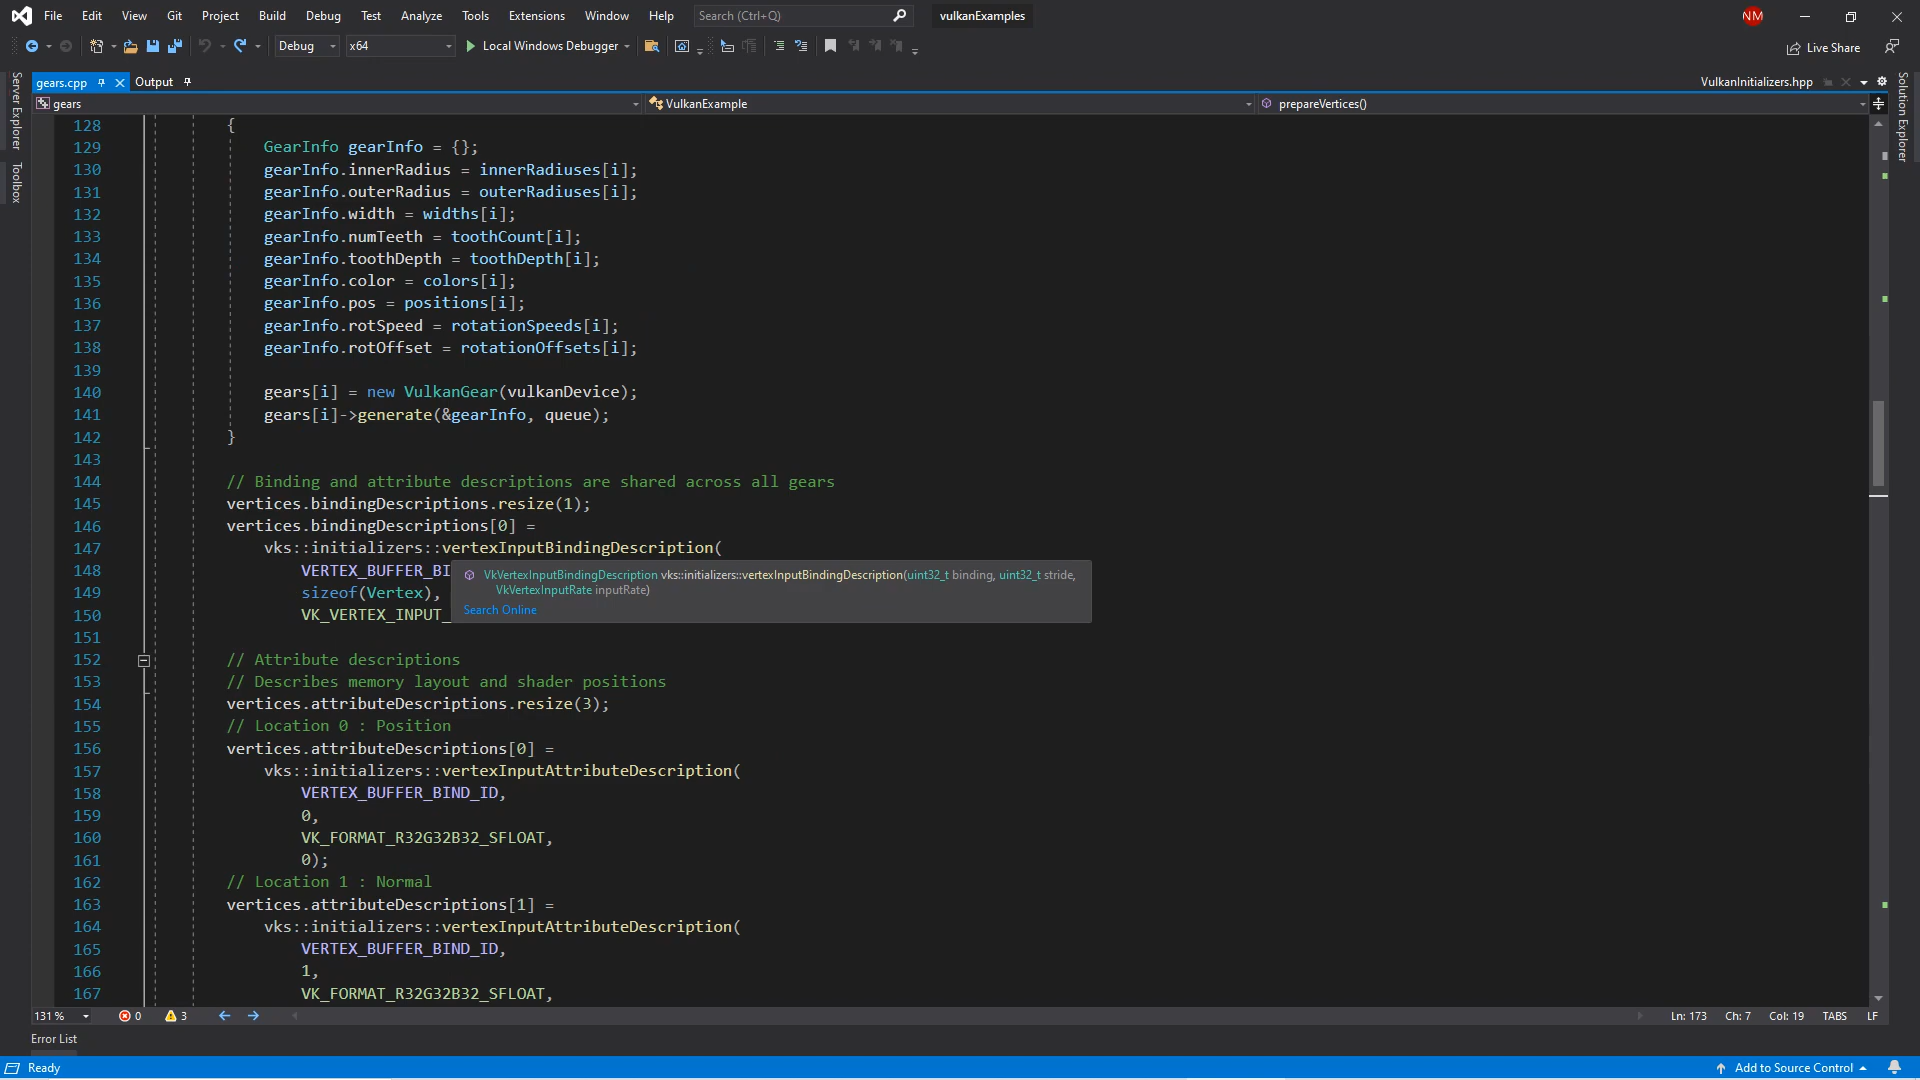 File Edit View Git Project Build Debug Test Analyze Tools Extensions Window Help Search (Ctrl+Q) vulkanExamples NM
Debug x64 Local Windows Debugger Live Share
gears.cpp Output VulkanInitializers.hpp
gears VulkanExample prepareVertices()
Server Explorer
Toolbox
Solution Explorer
128 {
129 GearInfo gearInfo = {};
130 gearInfo.innerRadius = innerRadiuses[i];
131 gearInfo.outerRadius = outerRadiuses[i];
132 gearInfo.width = widths[i];
133 gearInfo.numTeeth = toothCount[i];
134 gearInfo.toothDepth = toothDepth[i];
135 gearInfo.color = colors[i];
136 gearInfo.pos = positions[i];
137 gearInfo.rotSpeed = rotationSpeeds[i];
138 gearInfo.rotOffset = rotationOffsets[i];
139
140 gears[i] = new VulkanGear(vulkanDevice);
141 gears[i]->generate(&gearInfo, queue);
142 }
143
144 // Binding and attribute descriptions are shared across all gears
145 vertices.bindingDescriptions.resize(1);
146 vertices.bindingDescriptions[0] =
147 vks::initializers::vertexInputBindingDescription(
148 VERTEX_BUFFER_BI
149 sizeof(Vertex),
150 VK_VERTEX_INPUT_
VkVertexInputBindingDescription vks::initializers::vertexInputBindingDescription(uint32_t binding, uint32_t stride,
VkVertexInputRate inputRate)
Search Online
151
152 // Attribute descriptions
153 // Describes memory layout and shader positions
154 vertices.attributeDescriptions.resize(3);
155 // Location 0 : Position
156 vertices.attributeDescriptions[0] =
157 vks::initializers::vertexInputAttributeDescription(
158 VERTEX_BUFFER_BIND_ID,
159 0,
160 VK_FORMAT_R32G32B32_SFLOAT,
161 0);
162 // Location 1 : Normal
163 vertices.attributeDescriptions[1] =
164 vks::initializers::vertexInputAttributeDescription(
165 VERTEX_BUFFER_BIND_ID,
166 1,
167 VK_FORMAT_R32G32B32_SFLOAT,
131 % 0 3 Ln: 173 Ch: 7 Col: 19 TABS LF
Error List
Ready Add to Source Control